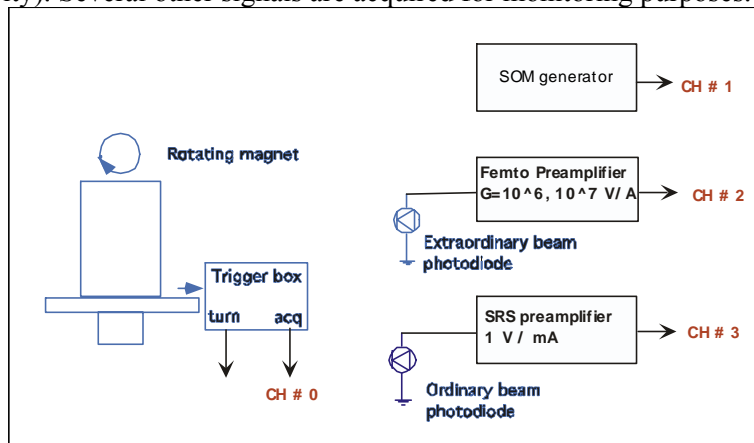 ity). Several other signals are acquired for monitoring purposes.
SOM generator
CH # 1
Rotating magnet
Femto Preamplifier
G=10^6, 10^7 V/ A
CH # 2
Extraordinary beam
photodiode
Trigger box
turn acq
CH # 0
SRS preamplifier
1 V / mA
CH # 3
Ordinary beam
photodiode